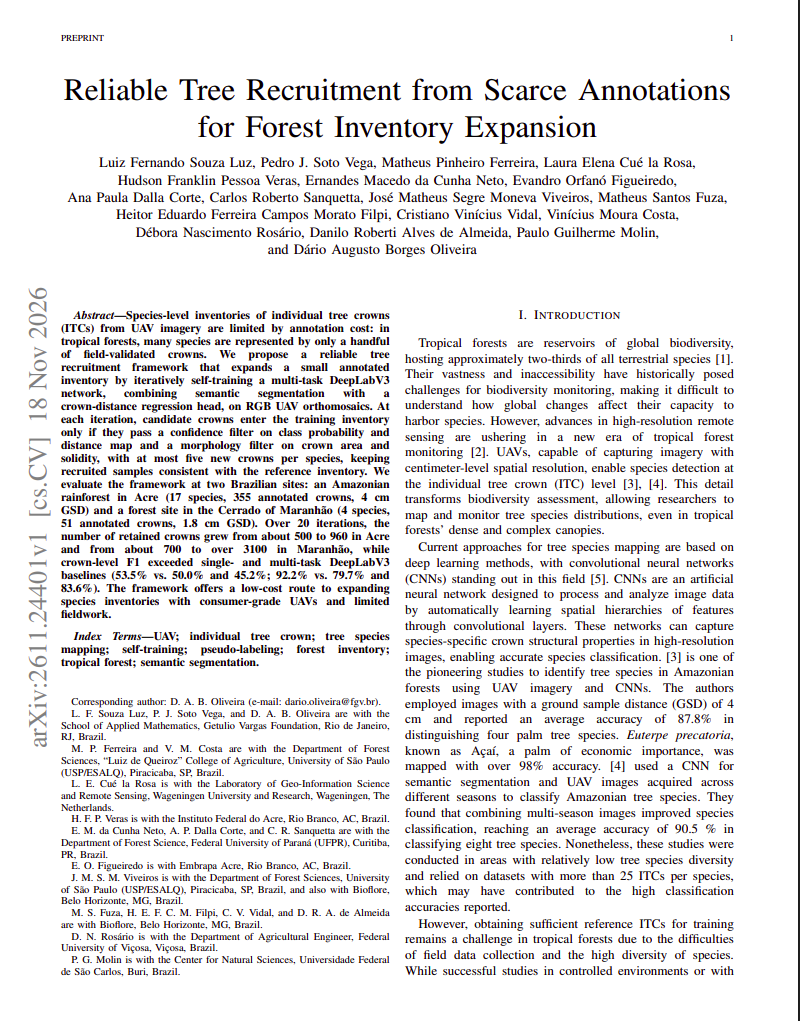 PREPRINT
1
Reliable Tree Recruitment from Scarce Annotations
for Forest Inventory Expansion
Luiz Fernando Souza Luz, Pedro J. Soto Vega, Matheus Pinheiro Ferreira, Laura Elena Cué la Rosa,
Hudson Franklin Pessoa Veras, Ernandes Macedo da Cunha Neto, Evandro Orfanó Figueiredo,
Ana Paula Dalla Corte, Carlos Roberto Sanquetta, José Matheus Segre Moneva Viveiros, Matheus Santos Fuza,
Heitor Eduardo Ferreira Campos Morato Filpi, Cristiano Vinícius Vidal, Vinícius Moura Costa,
Débora Nascimento Rosário, Danilo Roberti Alves de Almeida, Paulo Guilherme Molin,
and Dário Augusto Borges Oliveira
arXiv:2611.24401v1 [cs.CV] 18 Nov 2026
Abstract—Species-level inventories of individual tree crowns
(ITCs) from UAV imagery are limited by annotation cost: in
tropical forests, many species are represented by only a handful
of field-validated crowns. We propose a reliable tree
recruitment framework that expands a small annotated
inventory by iteratively self-training a multi-task DeepLabV3
network, combining semantic segmentation with a
crown-distance regression head, on RGB UAV orthomosaics. At
each iteration, candidate crowns enter the training inventory
only if they pass a confidence filter on class probability and
distance map and a morphology filter on crown area and
solidity, with at most five new crowns per species, keeping
recruited samples consistent with the reference inventory. We
evaluate the framework at two Brazilian sites: an Amazonian
rainforest in Acre (17 species, 355 annotated crowns, 4 cm
GSD) and a forest site in the Cerrado of Maranhão (4 species,
51 annotated crowns, 1.8 cm GSD). Over 20 iterations, the
number of retained crowns grew from about 500 to 960 in Acre
and from about 700 to over 3100 in Maranhão, while
crown-level F1 exceeded single- and multi-task DeepLabV3
baselines (53.5% vs. 50.0% and 45.2%; 92.2% vs. 79.7% and
83.6%). The framework offers a low-cost route to expanding
species inventories with consumer-grade UAVs and limited
fieldwork.
Index Terms—UAV; individual tree crown; tree species
mapping; self-training; pseudo-labeling; forest inventory;
tropical forest; semantic segmentation.
Corresponding author: D. A. B. Oliveira (e-mail: dario.oliveira@fgv.br).
L. F. Souza Luz, P. J. Soto Vega, and D. A. B. Oliveira are with the
School of Applied Mathematics, Getulio Vargas Foundation, Rio de Janeiro,
RJ, Brazil.
M. P. Ferreira and V. M. Costa are with the Department of Forest
Sciences, "Luiz de Queiroz" College of Agriculture, University of São Paulo
(USP/ESALQ), Piracicaba, SP, Brazil.
L. E. Cué la Rosa is with the Laboratory of Geo-Information Science
and Remote Sensing, Wageningen University and Research, Wageningen, The
Netherlands.
H. F. P. Veras is with the Instituto Federal do Acre, Rio Branco, AC, Brazil.
E. M. da Cunha Neto, A. P. Dalla Corte, and C. R. Sanquetta are with the
Department of Forest Science, Federal University of Paraná (UFPR), Curitiba,
PR, Brazil.
E. O. Figueiredo is with Embrapa Acre, Rio Branco, AC, Brazil.
J. M. S. M. Viveiros is with the Department of Forest Sciences, University
of São Paulo (USP/ESALQ), Piracicaba, SP, Brazil, and also with Bioflore,
Belo Horizonte, MG, Brazil.
M. S. Fuza, H. E. F. C. M. Filpi, C. V. Vidal, and D. R. A. de Almeida
are with Bioflore, Belo Horizonte, MG, Brazil.
D. N. Rosário is with the Department of Agricultural Engineer, Federal
University of Viçosa, Viçosa, Brazil.
P. G. Molin is with the Center for Natural Sciences, Universidade Federal
de São Carlos, Buri, Brazil.
I. INTRODUCTION
Tropical forests are reservoirs of global biodiversity,
hosting approximately two-thirds of all terrestrial species [1].
Their vastness and inaccessibility have historically posed
challenges for biodiversity monitoring, making it difficult to
understand how global changes affect their capacity to
harbor species. However, advances in high-resolution remote
sensing are ushering in a new era of tropical forest
monitoring [2]. UAVs, capable of capturing imagery with
centimeter-level spatial resolution, enable species detection at
the individual tree crown (ITC) level [3], [4]. This detail
transforms biodiversity assessment, allowing researchers to
map and monitor tree species distributions, even in tropical
forests' dense and complex canopies.
Current approaches for tree species mapping are based on
deep learning methods, with convolutional neural networks
(CNNs) standing out in this field [5]. CNNs are an artificial
neural network designed to process and analyze image data
by automatically learning spatial hierarchies of features
through convolutional layers. These networks can capture
species-specific crown structural properties in high-resolution
images, enabling accurate species classification. [3] is one of
the pioneering studies to identify tree species in Amazonian
forests using UAV imagery and CNNs. The authors
employed images with a ground sample distance (GSD) of 4
cm and reported an average accuracy of 87.8% in
distinguishing four palm tree species. Euterpe precatoria,
known as Açaí, a palm of economic importance, was
mapped with over 98% accuracy. [4] used a CNN for
semantic segmentation and UAV images acquired across
different seasons to classify Amazonian tree species. They
found that combining multi-season images improved species
classification, reaching an average accuracy of 90.5 % in
classifying eight tree species. Nonetheless, these studies were
conducted in areas with relatively low tree species diversity
and relied on datasets with more than 25 ITCs per species,
which may have contributed to the high classification
accuracies reported.
However, obtaining sufficient reference ITCs for training
remains a challenge in tropical forests due to the difficulties
of field data collection and the high diversity of species.
While successful studies in controlled environments or with